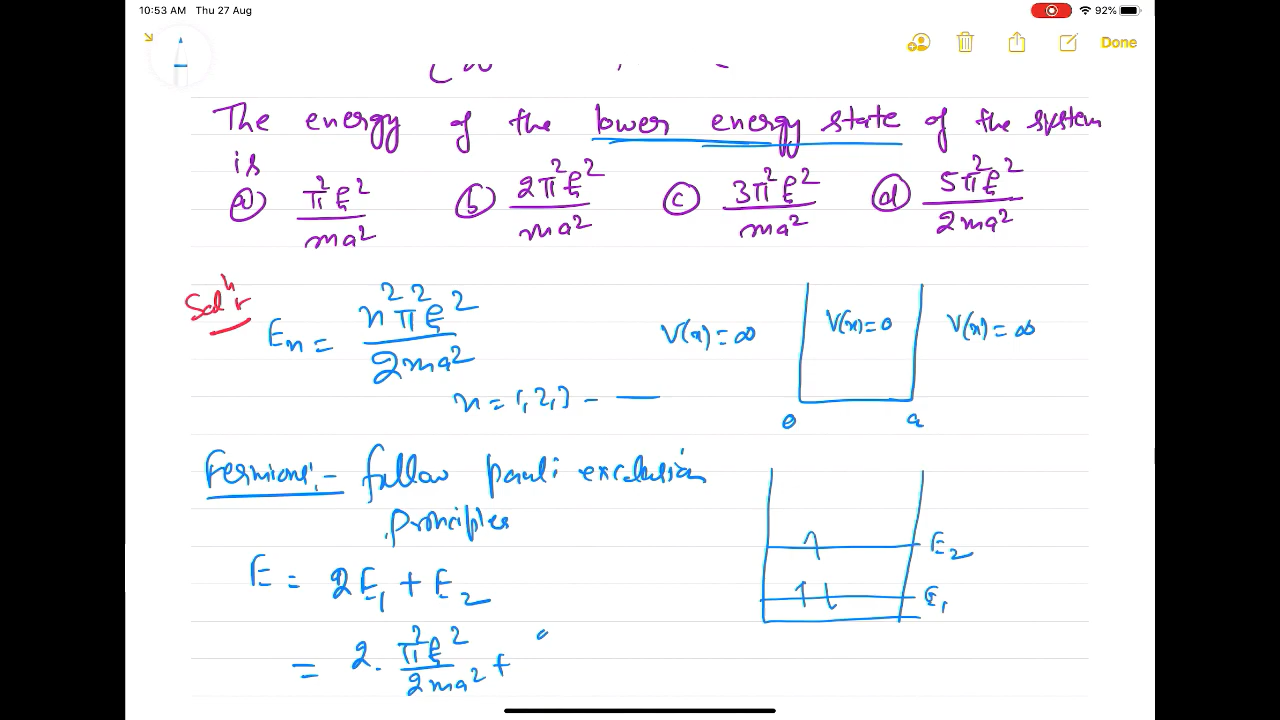 10:53 AM Thu 27 Aug
92%
Done
The energy of the lower energy state of the system
is
(a) π²ℏ²/ma² (b) 2π²ℏ²/ma² (c) 3π²ℏ²/ma² (d) 5π²ℏ²/2ma²
Solⁿ
Eₙ = n²π²ℏ²/2ma²
V(x)=∞ V(x)=0 V(x)=∞
n = 1,2,3 - —
0 a
Fermions:- follow pauli exclusion
principles
E₂
E = 2E₁ + E₂
E₁
= 2. π²ℏ²/2ma² +